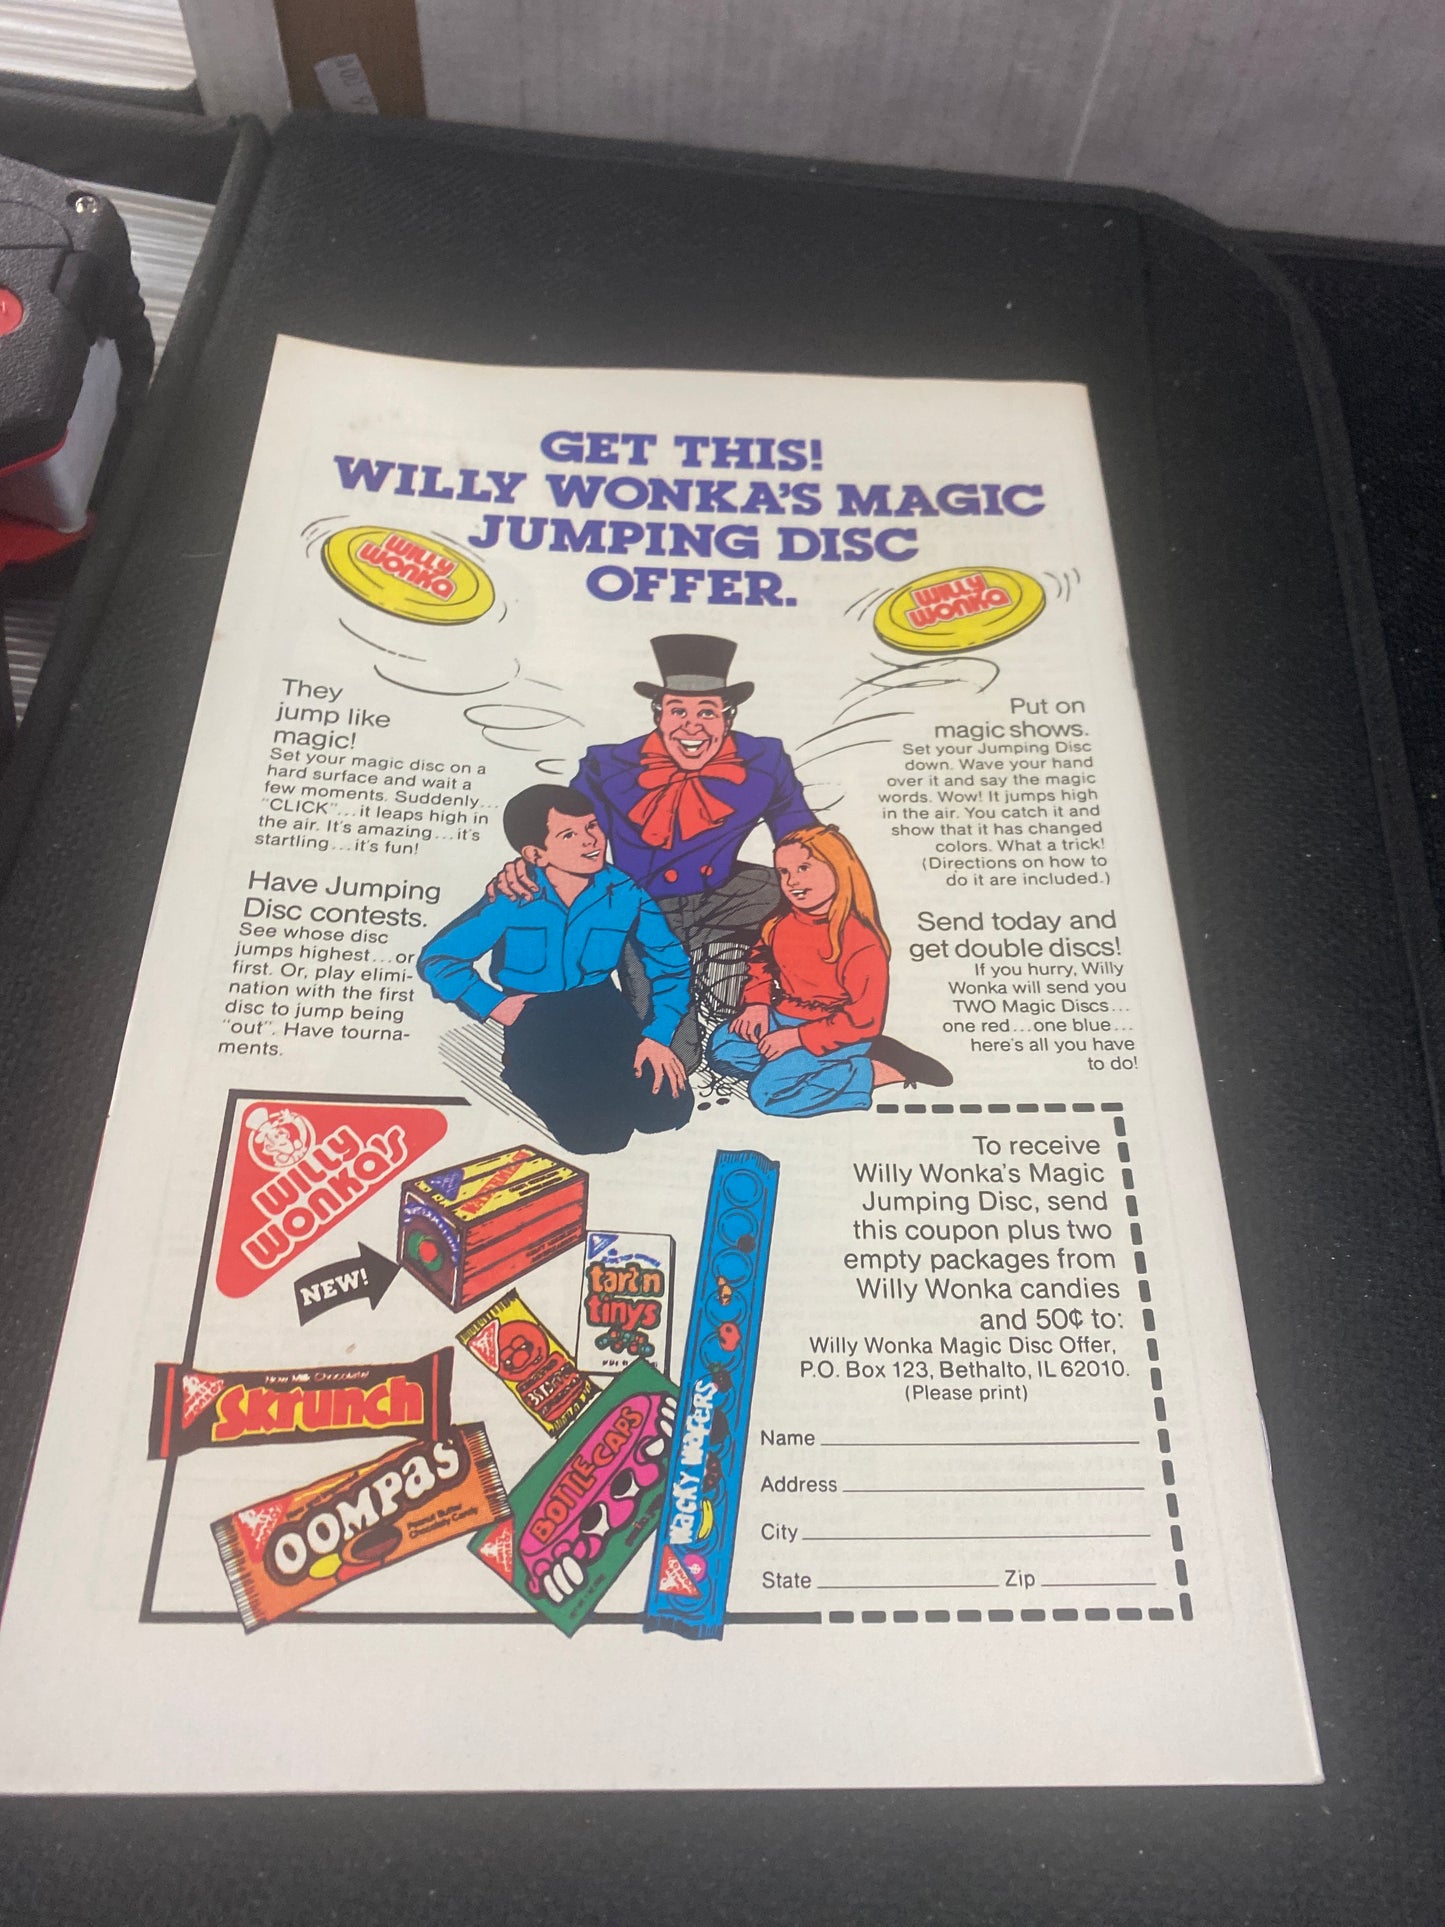 GET THIS!
WILLY WONKA'S MAGIC
JUMPING DISC
OFFER.
WILLY
WONKA
WILLY
WONKA
They
jump like
magic!
Set your magic disc on a
hard surface and wait a
few moments. Suddenly...
"CLICK"...it leaps high in
the air. It's amazing...it's
startling...it's fun!
Have Jumping
Disc contests.
See whose disc
jumps highest...or
first. Or, play elimi-
nation with the first
disc to jump being
"out". Have tourna-
ments.
Put on
magic shows.
Set your Jumping Disc
down. Wave your hand
over it and say the magic
words. Wow! It jumps high
in the air. You catch it and
show that it has changed
colors. What a trick!
(Directions on how to
do it are included.)
Send today and
get double discs!
If you hurry, Willy
Wonka will send you
TWO Magic Discs...
one red...one blue...
here's all you have
to do!
WILLY
WONKA'S
NEW!
tart n
tinys
Skrunch
OOMPAS
Peanut Butter
Chocolaty Candy
BOTTLE CAPS
WACKY WAFERS
To receive
Willy Wonka's Magic
Jumping Disc, send
this coupon plus two
empty packages from
Willy Wonka candies
and 50¢ to:
Willy Wonka Magic Disc Offer,
P.O. Box 123, Bethalto, IL 62010.
(Please print)
Name
Address
City
State Zip